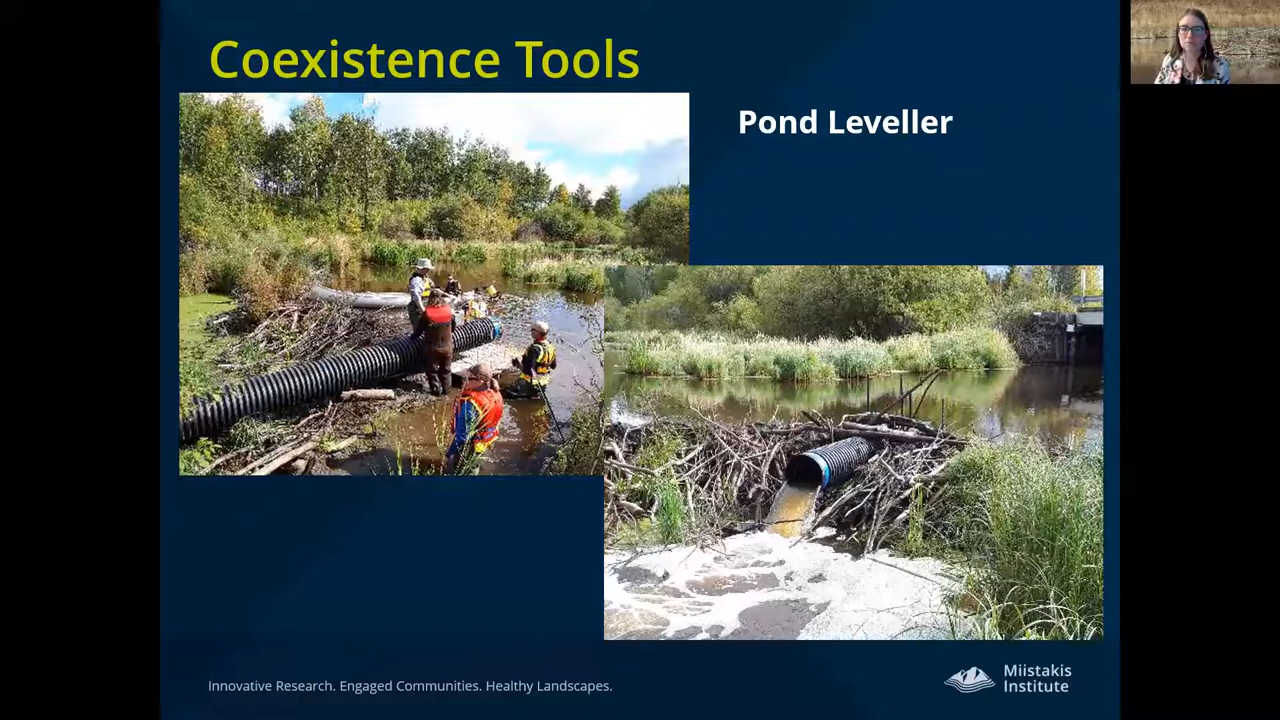 Coexistence Tools
Pond Leveller
Innovative Research. Engaged Communities. Healthy Landscapes.
Miistakis
Institute